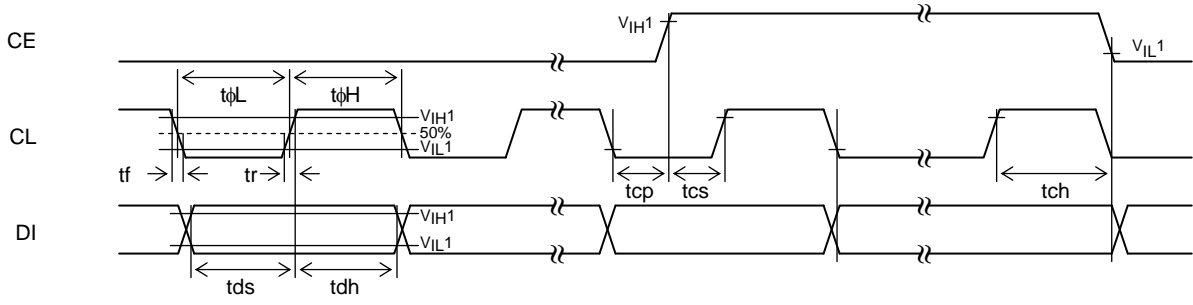 CE
VIH1
VIL1
tϕL
tϕH
CL
VIH1
50%
VIL1
tf
tr
tcp
tcs
tch
DI
VIH1
VIL1
tds
tdh